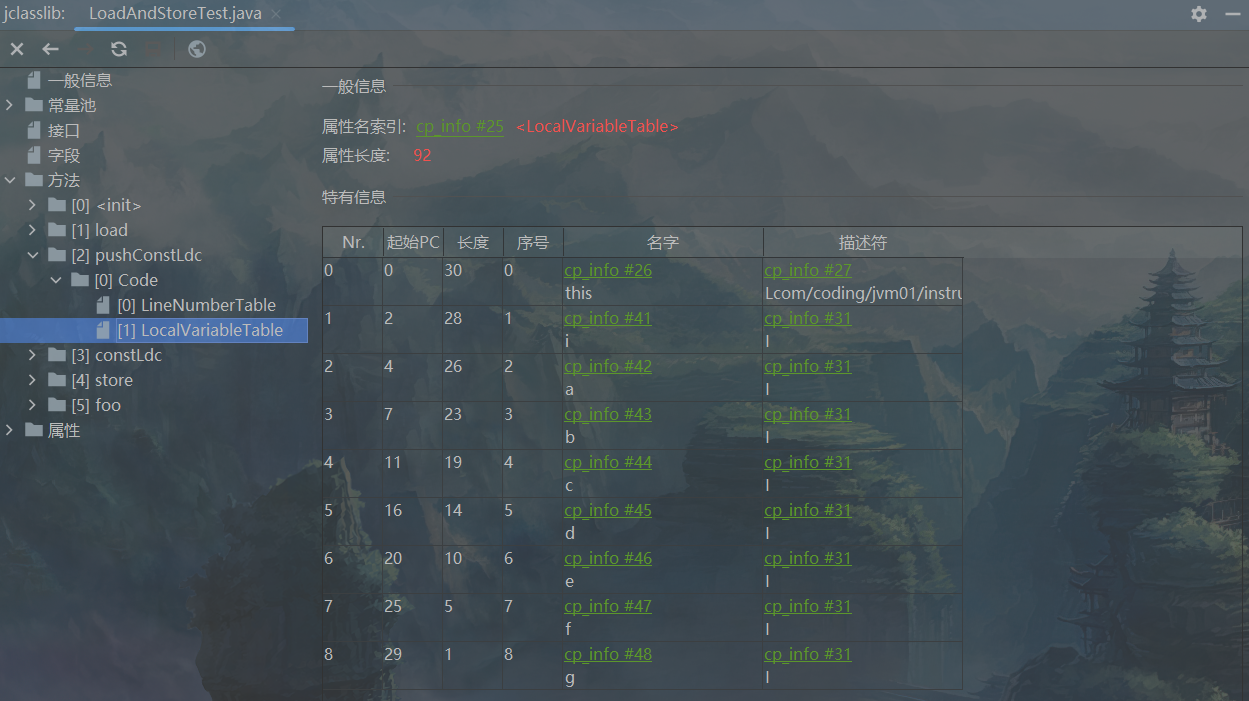 jclasslib: LoadAndStoreTest.java
一般信息
常量池
接口
字段
方法
[0] <init>
[1] load
[2] pushConstLdc
[0] Code
[0] LineNumberTable
[1] LocalVariableTable
[3] constLdc
[4] store
[5] foo
属性
一般信息
属性名索引: cp_info #25 <LocalVariableTable>
属性长度: 92
特有信息
Nr. 起始PC 长度 序号 名字 描述符
0 0 30 0 cp_info #26 cp_info #27
this Lcom/coding/jvm01/instru
1 2 28 1 cp_info #41 cp_info #31
i I
2 4 26 2 cp_info #42 cp_info #31
a I
3 7 23 3 cp_info #43 cp_info #31
b I
4 11 19 4 cp_info #44 cp_info #31
c I
5 16 14 5 cp_info #45 cp_info #31
d I
6 20 10 6 cp_info #46 cp_info #31
e I
7 25 5 7 cp_info #47 cp_info #31
f I
8 29 1 8 cp_info #48 cp_info #31
g I